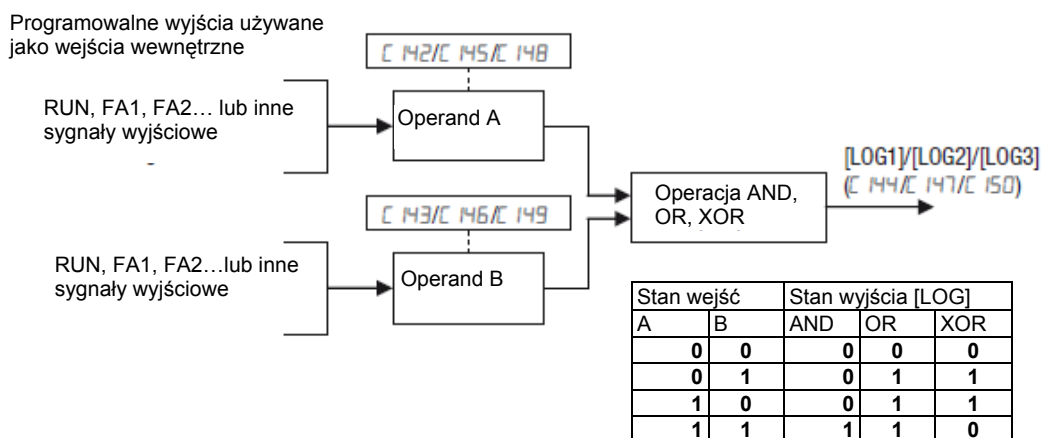 Programowalne wyjścia używane
jako wejścia wewnętrzne
C 142/C 145/C 148
RUN, FA1, FA2… lub inne
sygnały wyjściowe
Operand A
[LOG1]/[LOG2]/[LOG3]
(C 144/C 147/C 150)
Operacja AND,
OR, XOR
C 143/C 146/C 149
RUN, FA1, FA2…lub inne
sygnały wyjściowe
Operand B
Stan wejść Stan wyjścia [LOG]
A B AND OR XOR
0 0 0 0 0
0 1 0 1 1
1 0 0 1 1
1 1 1 1 0